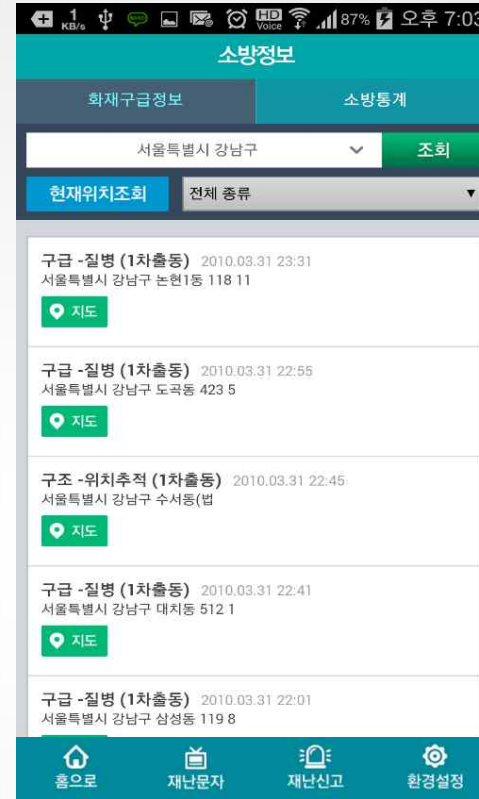 1
KB/s
HD
Voice
87%
오후 7:03
소방정보
화재구급정보
소방통계
서울특별시 강남구
조회
현재위치조회
전체 종류
구급 -질병 (1차출동) 2010.03.31 23:31
서울특별시 강남구 논현1동 118 11
지도
구급 -질병 (1차출동) 2010.03.31 22:55
서울특별시 강남구 도곡동 423 5
지도
구조 -위치추적 (1차출동) 2010.03.31 22:45
서울특별시 강남구 수서동(법
지도
구급 -질병 (1차출동) 2010.03.31 22:41
서울특별시 강남구 대치동 512 1
지도
구급 -질병 (1차출동) 2010.03.31 22:01
서울특별시 강남구 삼성동 119 8
홈으로
재난문자
재난신고
환경설정